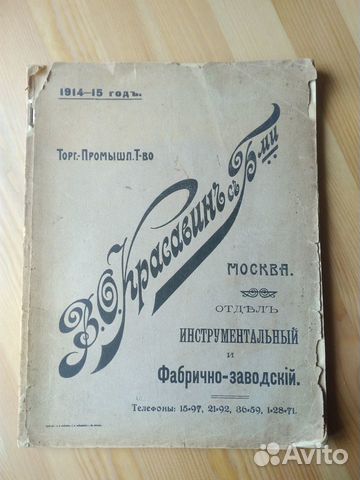 1914–15 годъ.
Торг.-Промышл. Т-во
В.О. Красавинъ съ Б-ми
МОСКВА.
ОТДѢЛЪ
ИНСТРУМЕНТАЛЬНЫЙ
и
Фабрично-заводскій.
Телефоны: 15-97, 21-92, 36-59, 1-28-71.
Avito